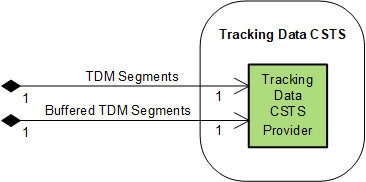 Tracking Data CSTS
TDM Segments
1
1
Buffered TDM Segments
1
1
Tracking
Data
CSTS
Provider